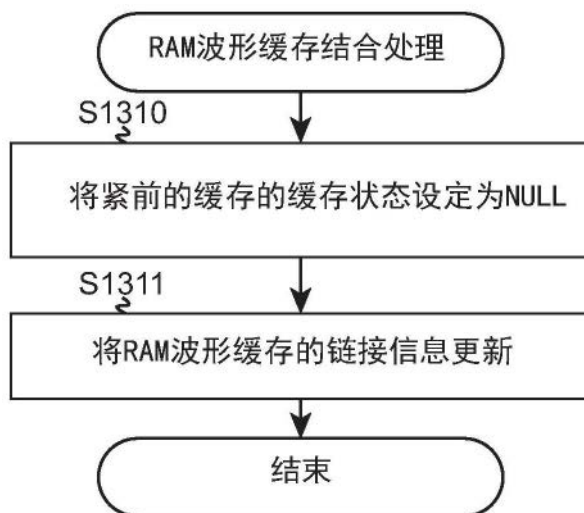 RAM波形缓存结合处理
S1310
将紧前的缓存的缓存状态设定为NULL
S1311
将RAM波形缓存的链接信息更新
结束